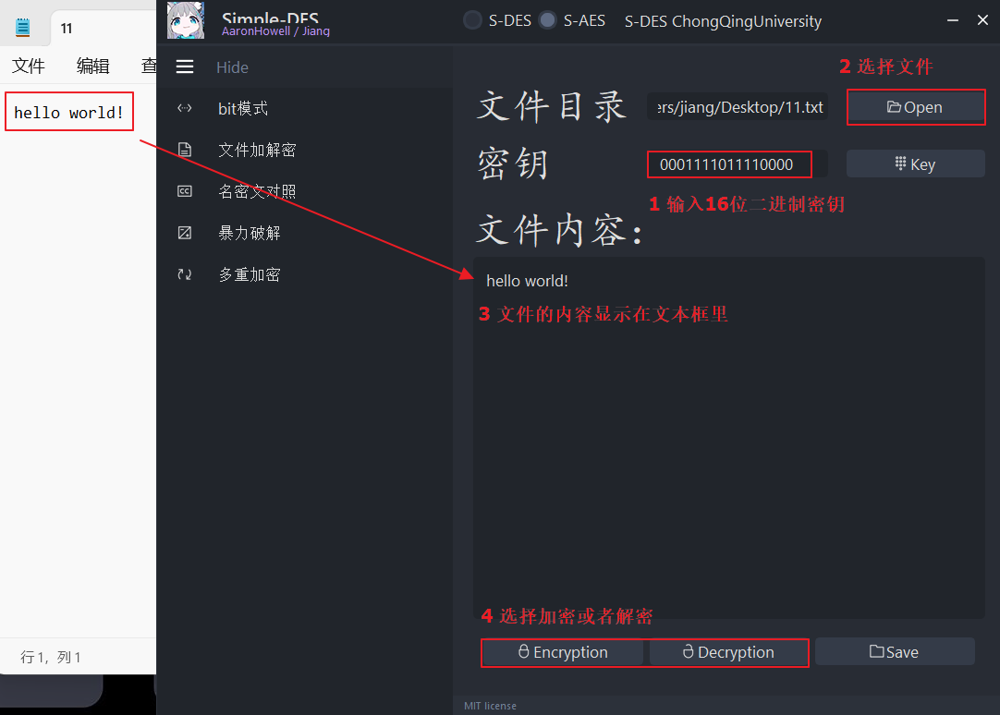 11
文件 编辑 查
hello world!
行 1, 列 1
Simple-DES
AaronHowell / Jiang
S-DES S-AES S-DES ChongQingUniversity
Hide
bit模式
文件加解密
名密文对照
暴力破解
多重加密
2 选择文件
文件目录 ers/jiang/Desktop/11.txt Open
密钥 0001111011110000 Key
1 输入16位二进制密钥
文件内容:
hello world!
3 文件的内容显示在文本框里
4 选择加密或者解密
Encryption Decryption Save
MIT license